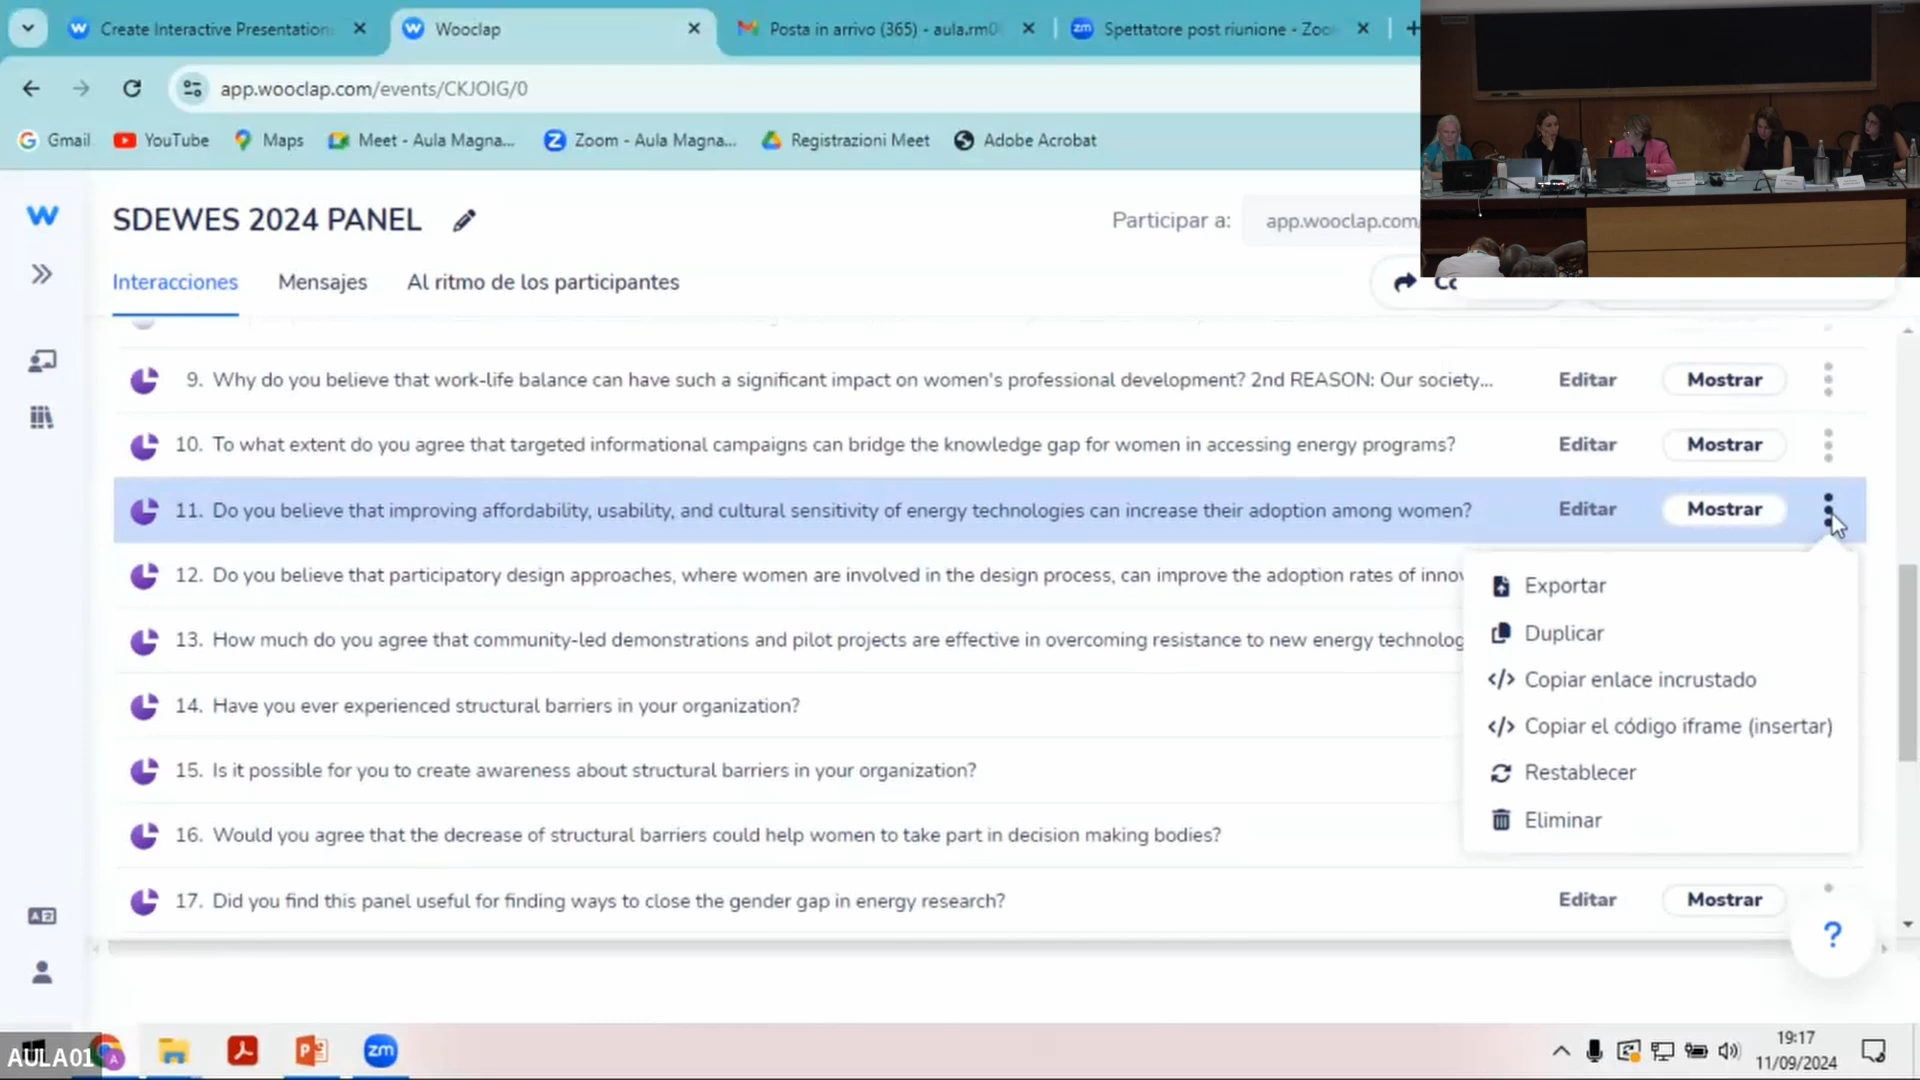 Create Interactive Presentation
Wooclap
Posta in arrivo (365) - aula.rm0
Spettatore post riunione - Zoo
app.wooclap.com/events/CKJOIG/0
Gmail
YouTube
Maps
Meet - Aula Magna...
Zoom - Aula Magna...
Registrazioni Meet
Adobe Acrobat
SDEWES 2024 PANEL
Participar a:
app.wooclap.com/
Interacciones
Mensajes
Al ritmo de los participantes
9. Why do you believe that work-life balance can have such a significant impact on women's professional development? 2nd REASON: Our society...
Editar
Mostrar
10. To what extent do you agree that targeted informational campaigns can bridge the knowledge gap for women in accessing energy programs?
Editar
Mostrar
11. Do you believe that improving affordability, usability, and cultural sensitivity of energy technologies can increase their adoption among women?
Editar
Mostrar
12. Do you believe that participatory design approaches, where women are involved in the design process, can improve the adoption rates of innov
13. How much do you agree that community-led demonstrations and pilot projects are effective in overcoming resistance to new energy technolog
14. Have you ever experienced structural barriers in your organization?
15. Is it possible for you to create awareness about structural barriers in your organization?
16. Would you agree that the decrease of structural barriers could help women to take part in decision making bodies?
17. Did you find this panel useful for finding ways to close the gender gap in energy research?
Editar
Mostrar
Exportar
Duplicar
Copiar enlace incrustado
Copiar el código iframe (insertar)
Restablecer
Eliminar
?
AULA01
zm
19:17
11/09/2024